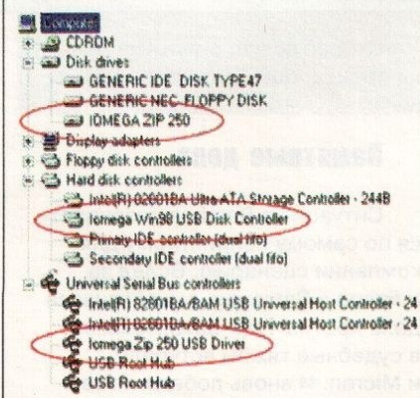 Computer
CDROM
Disk drives
GENERIC IDE DISK TYPE47
GENERIC NEC FLOPPY DISK
IOMEGA ZIP 250
Display adapters
Floppy disk controllers
Hard disk controllers
Intel(R) 82801BA Ultra ATA Storage Controller - 244B
Iomega Win98 USB Disk Controller
Primary IDE controller (dual fifo)
Secondary IDE controller (dual fifo)
Universal Serial Bus controllers
Intel(R) 82801BA/BAM USB Universal Host Controller - 24
Intel(R) 82801BA/BAM USB Universal Host Controller - 24
Iomega Zip 250 USB Driver
USB Root Hub
USB Root Hub